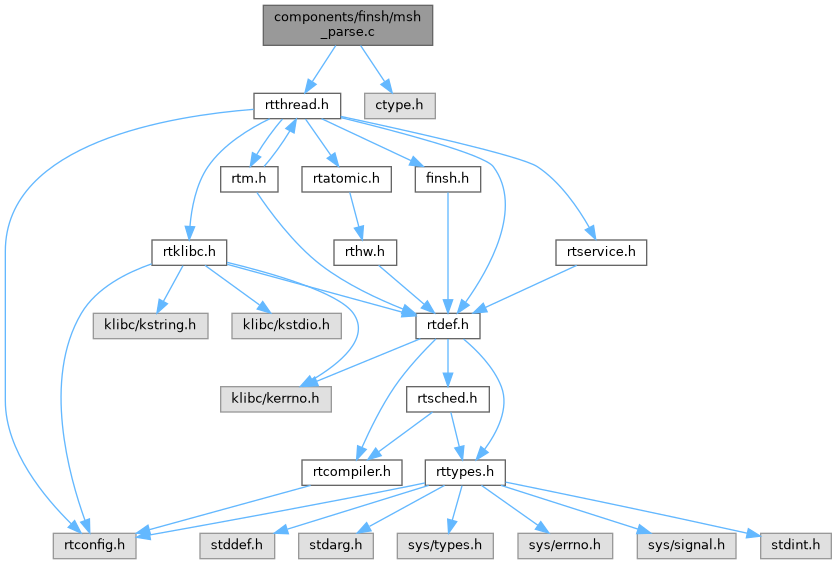 components/finsh/msh
_parse.c
rtthread.h
ctype.h
rtm.h
rtatomic.h
finsh.h
rtklibc.h
rthw.h
rtservice.h
klibc/kstring.h
klibc/kstdio.h
rtdef.h
klibc/kerrno.h
rtsched.h
rtcompiler.h
rttypes.h
rtconfig.h
stddef.h
stdarg.h
sys/types.h
sys/errno.h
sys/signal.h
stdint.h